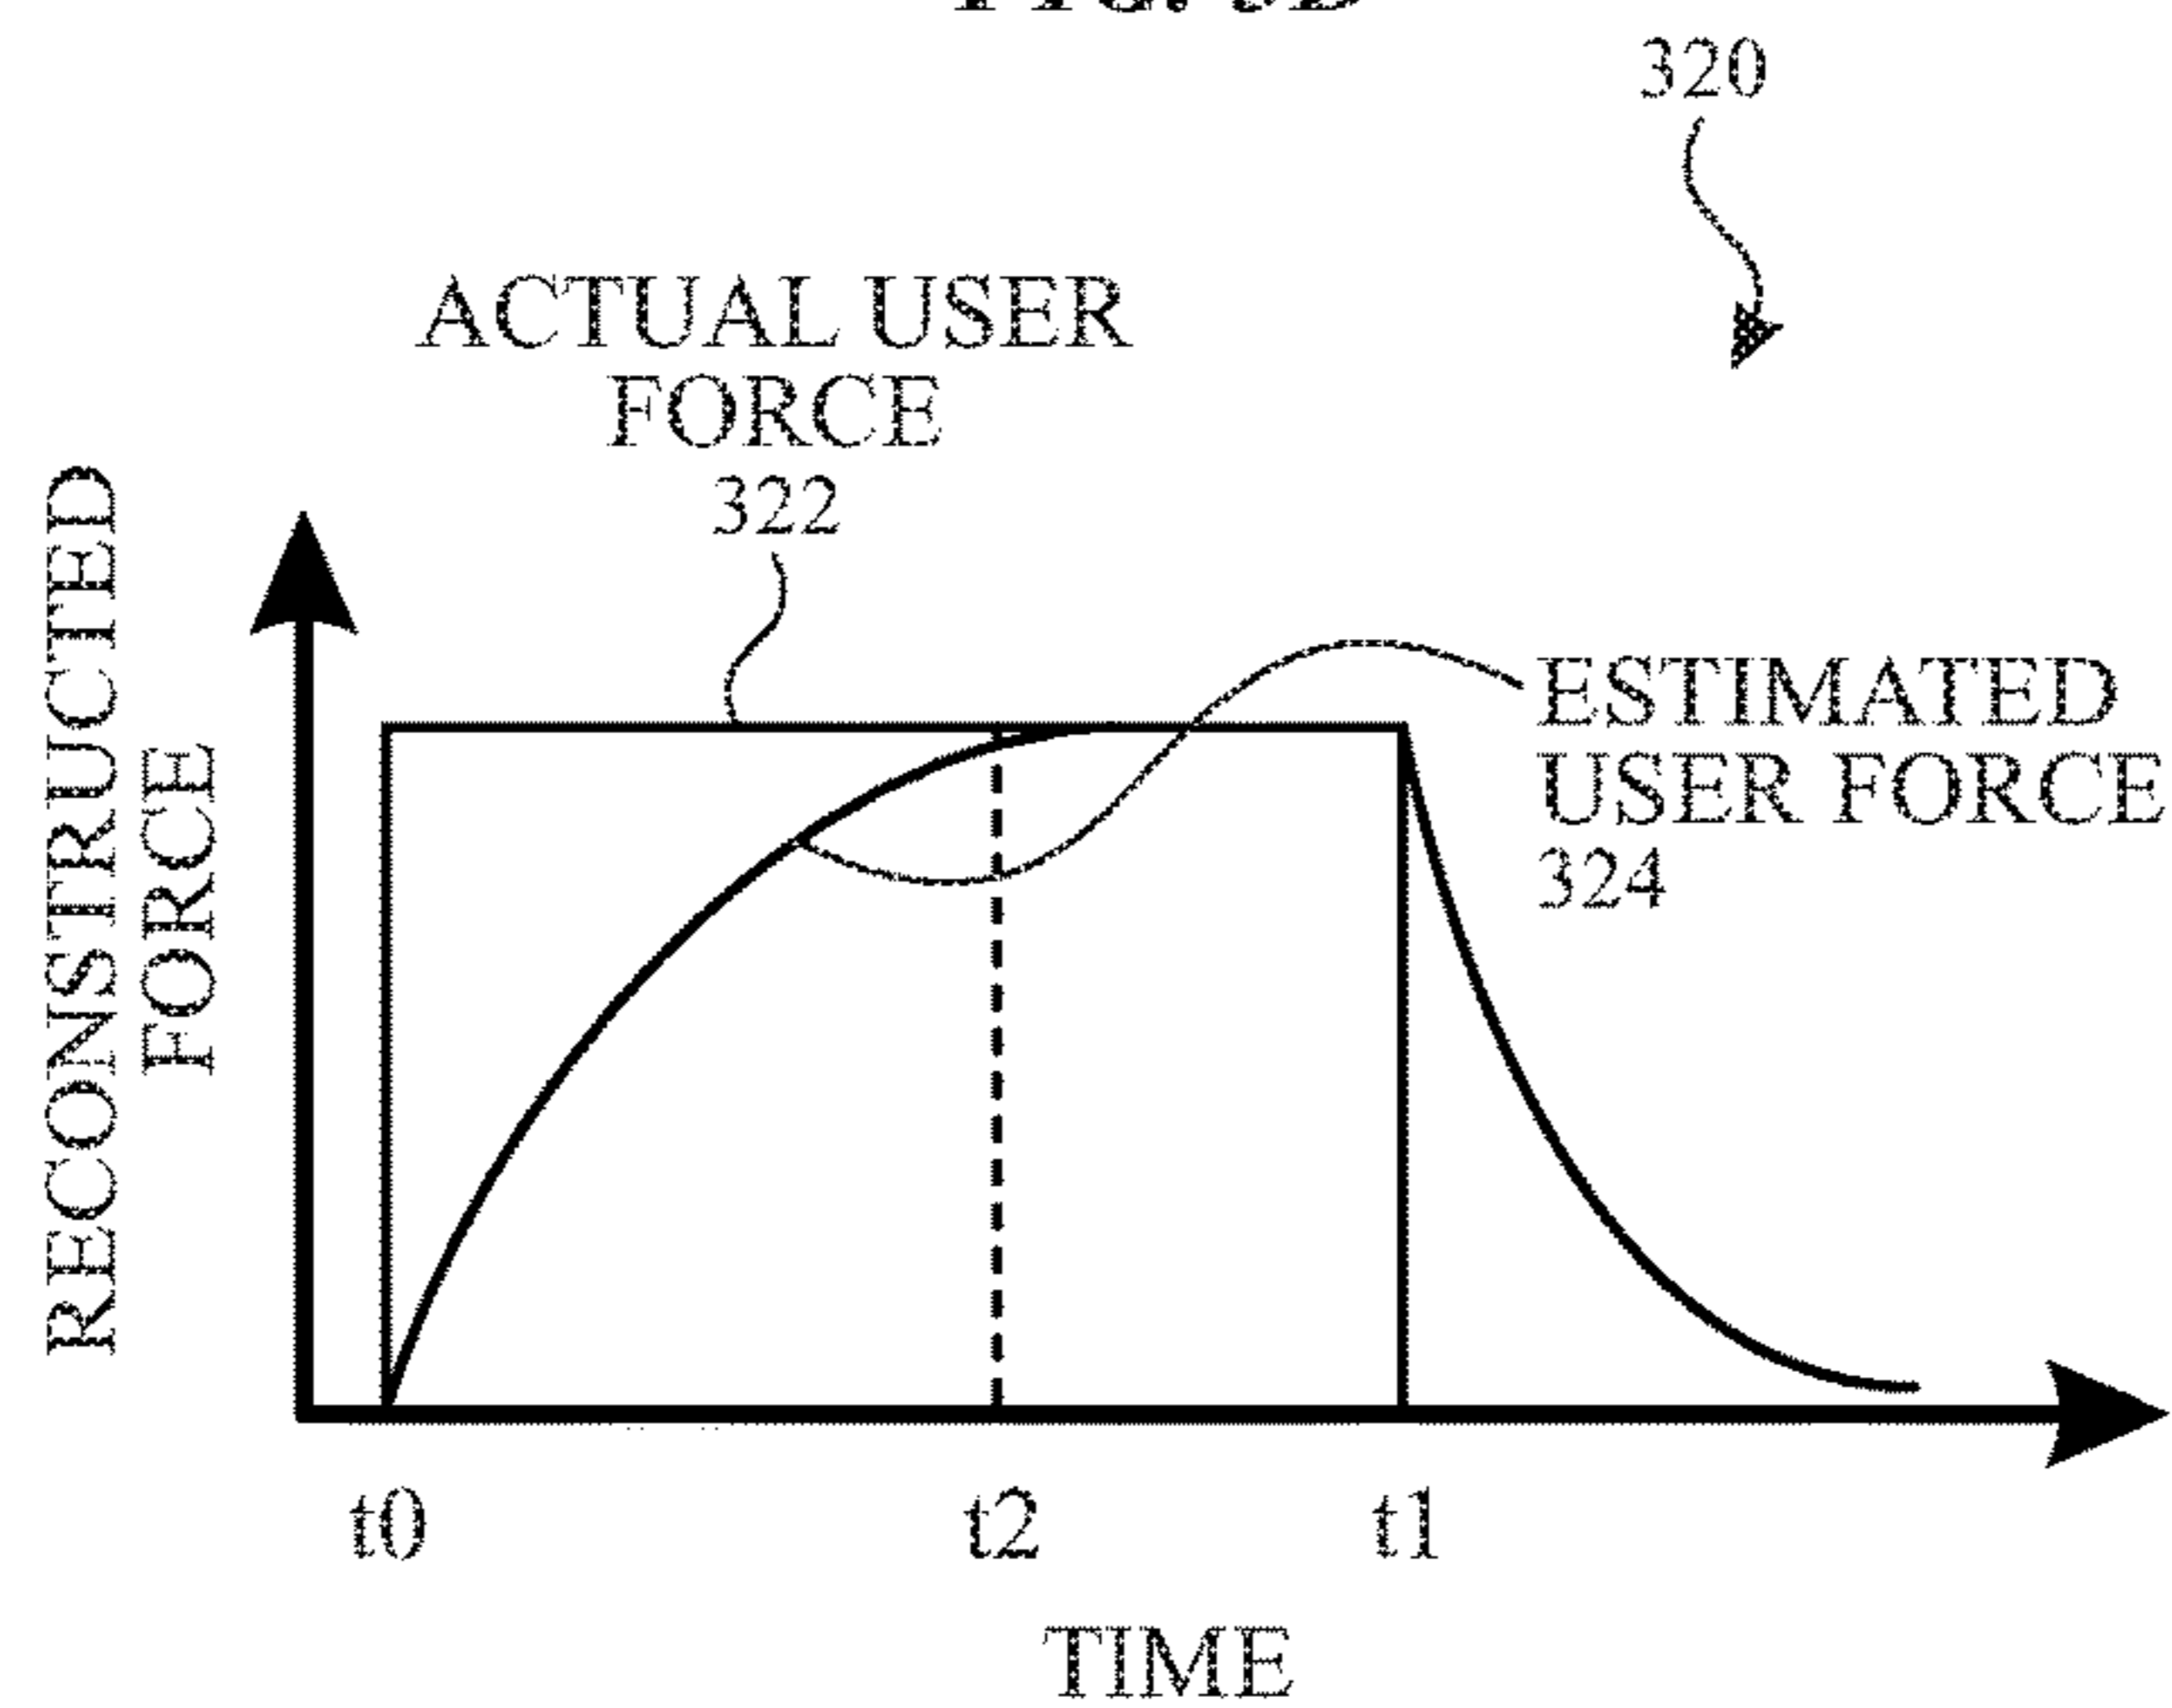 320
ACTUAL USER
FORCE
322
RECONSTRUCTED
FORCE
ESTIMATED
USER FORCE
324
t0
t2
t1
TIME